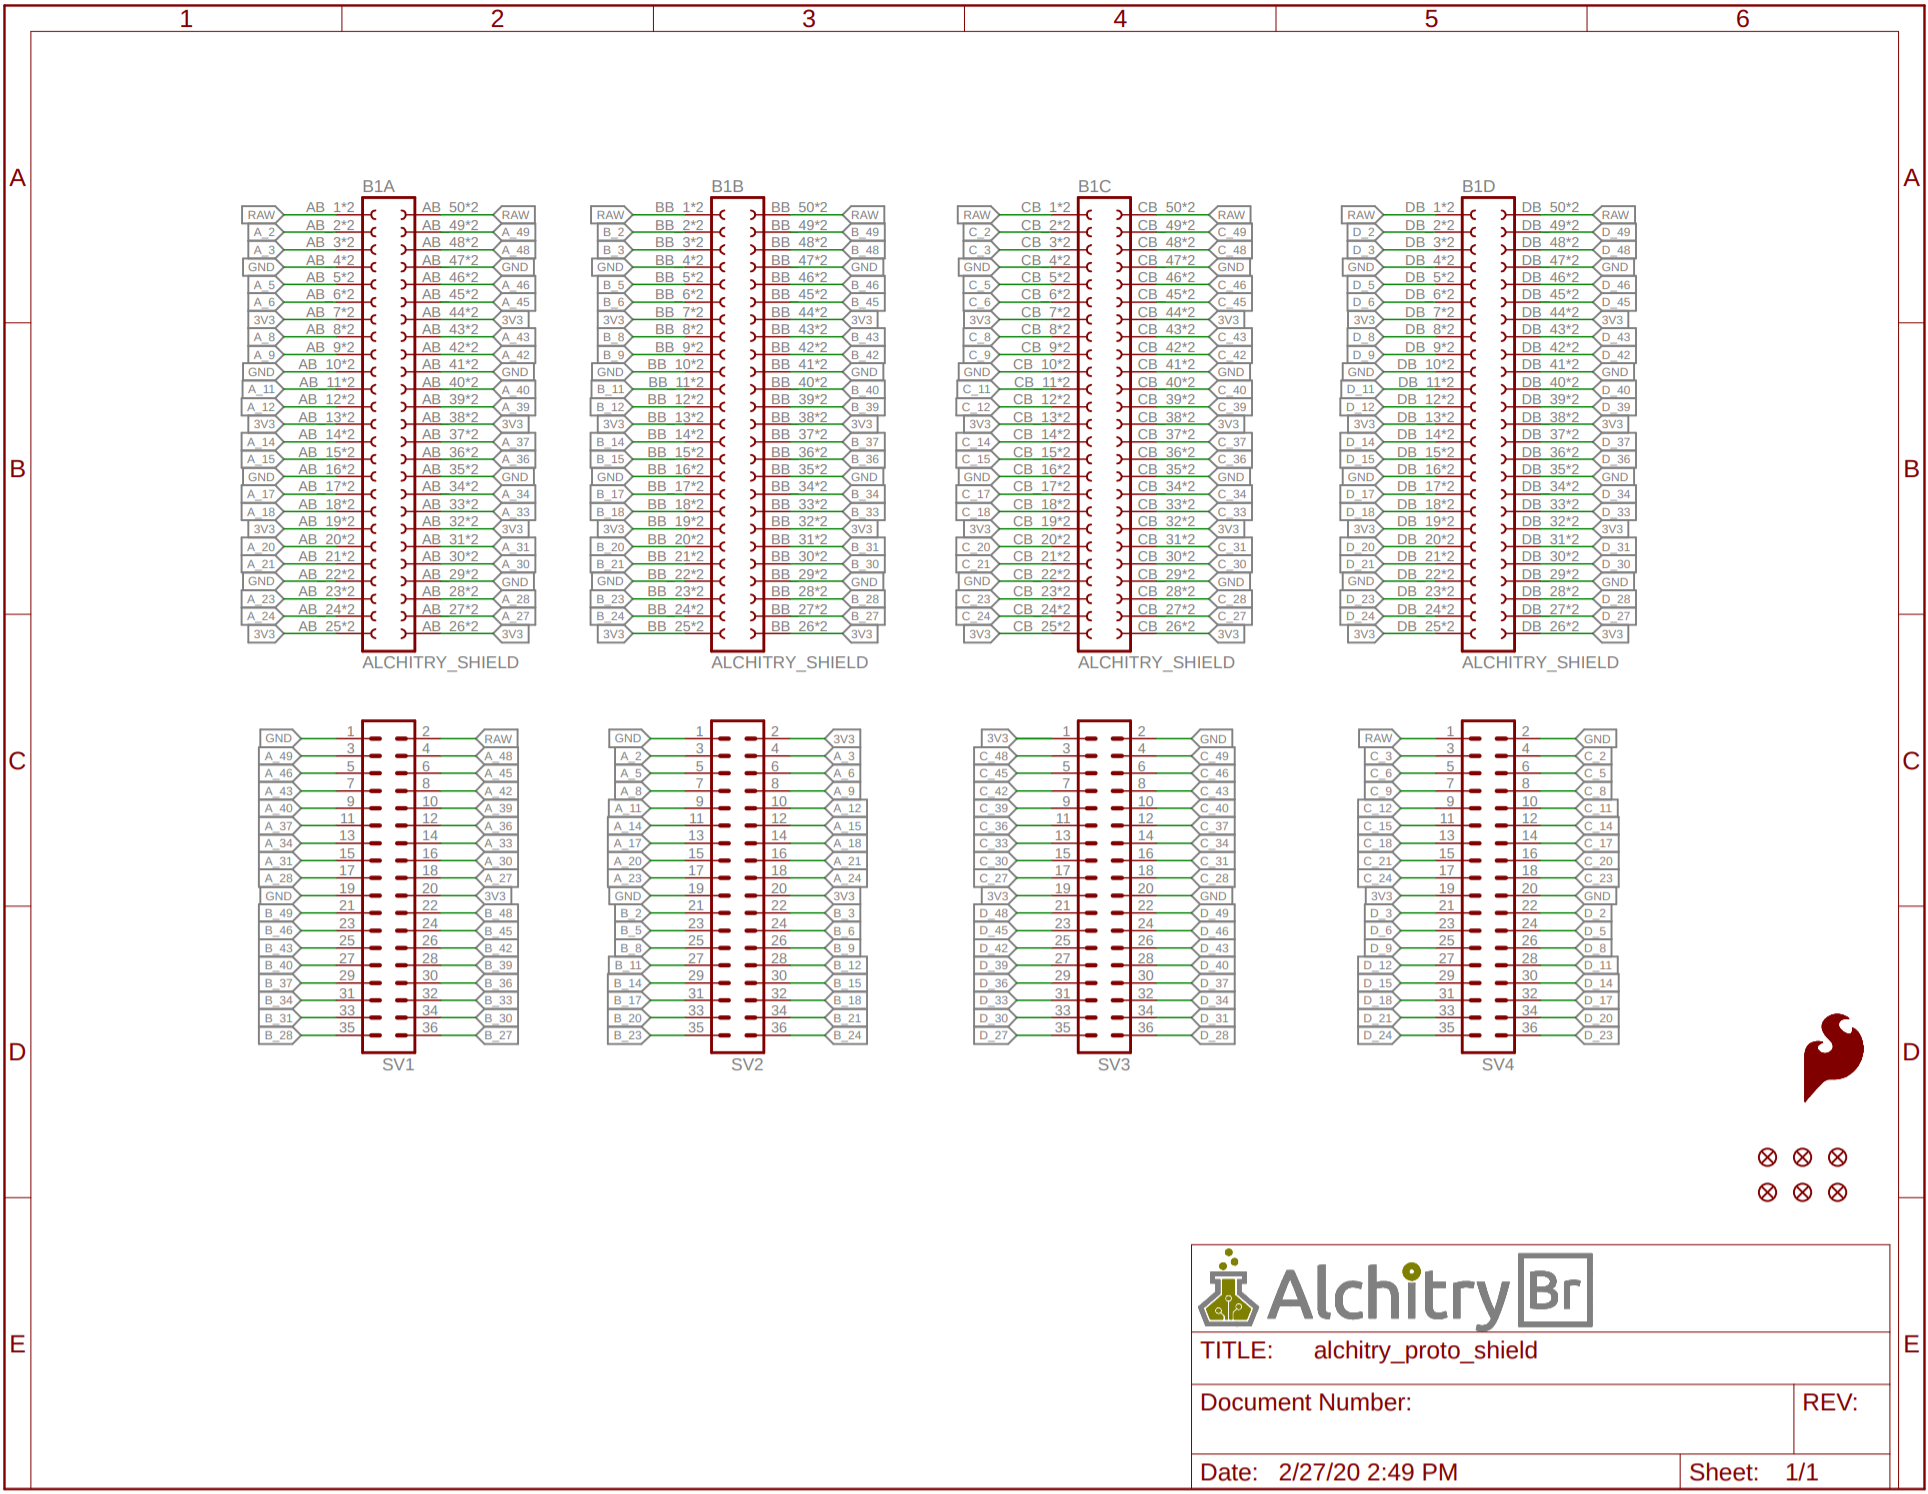 1 2 3 4 5 6
A A
B1A B1B B1C B1D
RAW AB 1*2 AB 50*2 RAW RAW BB 1*2 BB 50*2 RAW RAW CB 1*2 CB 50*2 RAW RAW DB 1*2 DB 50*2 RAW
A_2 AB 2*2 AB 49*2 A_49 B_2 BB 2*2 BB 49*2 B_49 C_2 CB 2*2 CB 49*2 C_49 D_2 DB 2*2 DB 49*2 D_49
A_3 AB 3*2 AB 48*2 A_48 B_3 BB 3*2 BB 48*2 B_48 C_3 CB 3*2 CB 48*2 C_48 D_3 DB 3*2 DB 48*2 D_48
GND AB 4*2 AB 47*2 GND GND BB 4*2 BB 47*2 GND GND CB 4*2 CB 47*2 GND GND DB 4*2 DB 47*2 GND
A_5 AB 5*2 AB 46*2 A_46 B_5 BB 5*2 BB 46*2 B_46 C_5 CB 5*2 CB 46*2 C_46 D_5 DB 5*2 DB 46*2 D_46
A_6 AB 6*2 AB 45*2 A_45 B_6 BB 6*2 BB 45*2 B_45 C_6 CB 6*2 CB 45*2 C_45 D_6 DB 6*2 DB 45*2 D_45
3V3 AB 7*2 AB 44*2 3V3 3V3 BB 7*2 BB 44*2 3V3 3V3 CB 7*2 CB 44*2 3V3 3V3 DB 7*2 DB 44*2 3V3
A_8 AB 8*2 AB 43*2 A_43 B_8 BB 8*2 BB 43*2 B_43 C_8 CB 8*2 CB 43*2 C_43 D_8 DB 8*2 DB 43*2 D_43
A_9 AB 9*2 AB 42*2 A_42 B_9 BB 9*2 BB 42*2 B_42 C_9 CB 9*2 CB 42*2 C_42 D_9 DB 9*2 DB 42*2 D_42
GND AB 10*2 AB 41*2 GND GND BB 10*2 BB 41*2 GND GND CB 10*2 CB 41*2 GND GND DB 10*2 DB 41*2 GND
A_11 AB 11*2 AB 40*2 A_40 B_11 BB 11*2 BB 40*2 B_40 C_11 CB 11*2 CB 40*2 C_40 D_11 DB 11*2 DB 40*2 D_40
A_12 AB 12*2 AB 39*2 A_39 B_12 BB 12*2 BB 39*2 B_39 C_12 CB 12*2 CB 39*2 C_39 D_12 DB 12*2 DB 39*2 D_39
3V3 AB 13*2 AB 38*2 3V3 3V3 BB 13*2 BB 38*2 3V3 3V3 CB 13*2 CB 38*2 3V3 3V3 DB 13*2 DB 38*2 3V3
A_14 AB 14*2 AB 37*2 A_37 B_14 BB 14*2 BB 37*2 B_37 C_14 CB 14*2 CB 37*2 C_37 D_14 DB 14*2 DB 37*2 D_37
A_15 AB 15*2 AB 36*2 A_36 B_15 BB 15*2 BB 36*2 B_36 C_15 CB 15*2 CB 36*2 C_36 D_15 DB 15*2 DB 36*2 D_36
B B
GND AB 16*2 AB 35*2 GND GND BB 16*2 BB 35*2 GND GND CB 16*2 CB 35*2 GND GND DB 16*2 DB 35*2 GND
A_17 AB 17*2 AB 34*2 A_34 B_17 BB 17*2 BB 34*2 B_34 C_17 CB 17*2 CB 34*2 C_34 D_17 DB 17*2 DB 34*2 D_34
A_18 AB 18*2 AB 33*2 A_33 B_18 BB 18*2 BB 33*2 B_33 C_18 CB 18*2 CB 33*2 C_33 D_18 DB 18*2 DB 33*2 D_33
3V3 AB 19*2 AB 32*2 3V3 3V3 BB 19*2 BB 32*2 3V3 3V3 CB 19*2 CB 32*2 3V3 3V3 DB 19*2 DB 32*2 3V3
A_20 AB 20*2 AB 31*2 A_31 B_20 BB 20*2 BB 31*2 B_31 C_20 CB 20*2 CB 31*2 C_31 D_20 DB 20*2 DB 31*2 D_31
A_21 AB 21*2 AB 30*2 A_30 B_21 BB 21*2 BB 30*2 B_30 C_21 CB 21*2 CB 30*2 C_30 D_21 DB 21*2 DB 30*2 D_30
GND AB 22*2 AB 29*2 GND GND BB 22*2 BB 29*2 GND GND CB 22*2 CB 29*2 GND GND DB 22*2 DB 29*2 GND
A_23 AB 23*2 AB 28*2 A_28 B_23 BB 23*2 BB 28*2 B_28 C_23 CB 23*2 CB 28*2 C_28 D_23 DB 23*2 DB 28*2 D_28
A_24 AB 24*2 AB 27*2 A_27 B_24 BB 24*2 BB 27*2 B_27 C_24 CB 24*2 CB 27*2 C_27 D_24 DB 24*2 DB 27*2 D_27
3V3 AB 25*2 AB 26*2 3V3 3V3 BB 25*2 BB 26*2 3V3 3V3 CB 25*2 CB 26*2 3V3 3V3 DB 25*2 DB 26*2 3V3
ALCHITRY_SHIELD ALCHITRY_SHIELD ALCHITRY_SHIELD ALCHITRY_SHIELD
GND 1 2 RAW GND 1 2 3V3 3V3 1 2 GND RAW 1 2 GND
A_49 3 4 A_48 A_2 3 4 A_3 C_48 3 4 C_49 C_3 3 4 C_2
C C
A_46 5 6 A_45 A_5 5 6 A_6 C_45 5 6 C_46 C_6 5 6 C_5
A_43 7 8 A_42 A_8 7 8 A_9 C_42 7 8 C_43 C_9 7 8 C_8
A_40 9 10 A_39 A_11 9 10 A_12 C_39 9 10 C_40 C_12 9 10 C_11
A_37 11 12 A_36 A_14 11 12 A_15 C_36 11 12 C_37 C_15 11 12 C_14
A_34 13 14 A_33 A_17 13 14 A_18 C_33 13 14 C_34 C_18 13 14 C_17
A_31 15 16 A_30 A_20 15 16 A_21 C_30 15 16 C_31 C_21 15 16 C_20
A_28 17 18 A_27 A_23 17 18 A_24 C_27 17 18 C_28 C_24 17 18 C_23
GND 19 20 3V3 GND 19 20 3V3 3V3 19 20 GND 3V3 19 20 GND
B_49 21 22 B_48 B_2 21 22 B_3 D_48 21 22 D_49 D_3 21 22 D_2
B_46 23 24 B_45 B_5 23 24 B_6 D_45 23 24 D_46 D_6 23 24 D_5
B_43 25 26 B_42 B_8 25 26 B_9 D_42 25 26 D_43 D_9 25 26 D_8
B_40 27 28 B_39 B_11 27 28 B_12 D_39 27 28 D_40 D_12 27 28 D_11
B_37 29 30 B_36 B_14 29 30 B_15 D_36 29 30 D_37 D_15 29 30 D_14
B_34 31 32 B_33 B_17 31 32 B_18 D_33 31 32 D_34 D_18 31 32 D_17
B_31 33 34 B_30 B_20 33 34 B_21 D_30 33 34 D_31 D_21 33 34 D_20
B_28 35 36 B_27 B_23 35 36 B_24 D_27 35 36 D_28 D_24 35 36 D_23
D D
SV1 SV2 SV3 SV4
Alchitry Br
E E
TITLE: alchitry_proto_shield
Document Number: REV:
Date: 2/27/20 2:49 PM Sheet: 1/1